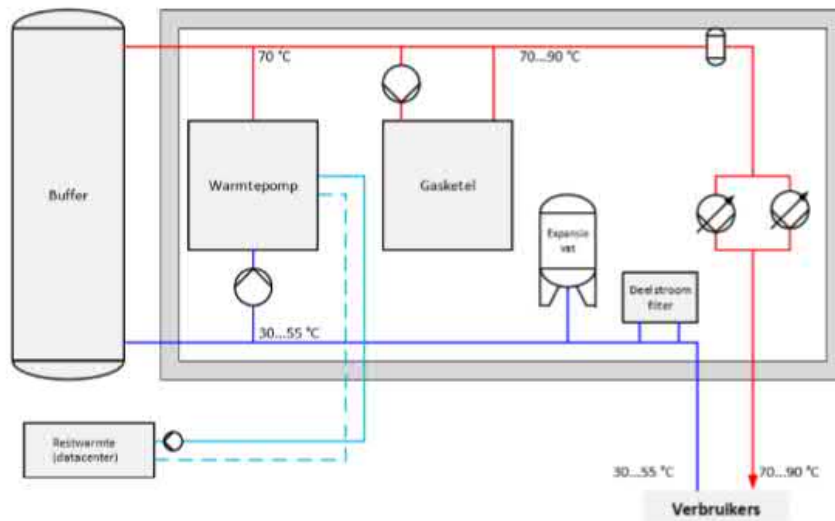 70 °C
70...90 °C
Buffer
Warmtepomp
Gasketel
Expansie
vat
Deelstroom
filter
30...55 °C
Restwarmte
(datacenter)
30...55 °C
70...90 °C
Verbruikers